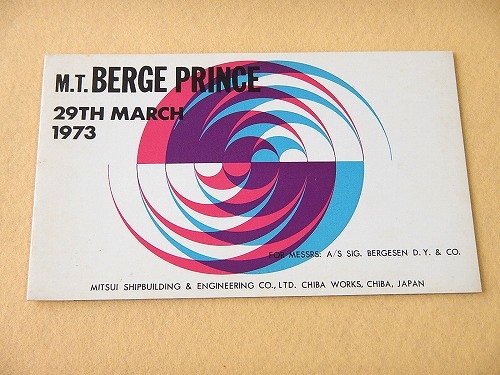 M.T. BERGE PRINCE
29TH MARCH
1973
FOR MESSRS: A/S SIG. BERGESEN D.Y. & CO.
MITSUI SHIPBUILDING & ENGINEERING CO., LTD. CHIBA WORKS, CHIBA, JAPAN